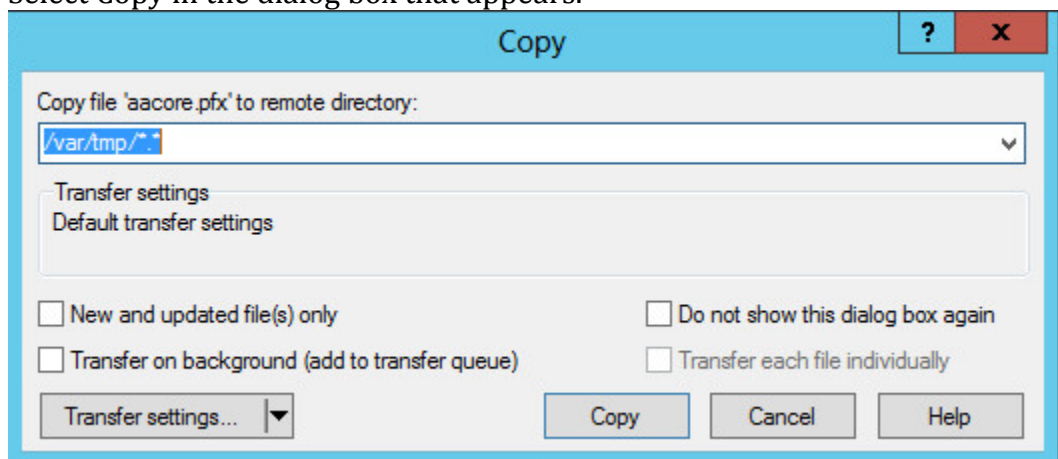 Select Copy in the dialog box that appears.
Copy
?
x
Copy file 'aacore.pfx' to remote directory:
/var/tmp/*.*
Transfer settings
Default transfer settings
New and updated file(s) only
Do not show this dialog box again
Transfer on background (add to transfer queue)
Transfer each file individually
Transfer settings...
Copy
Cancel
Help